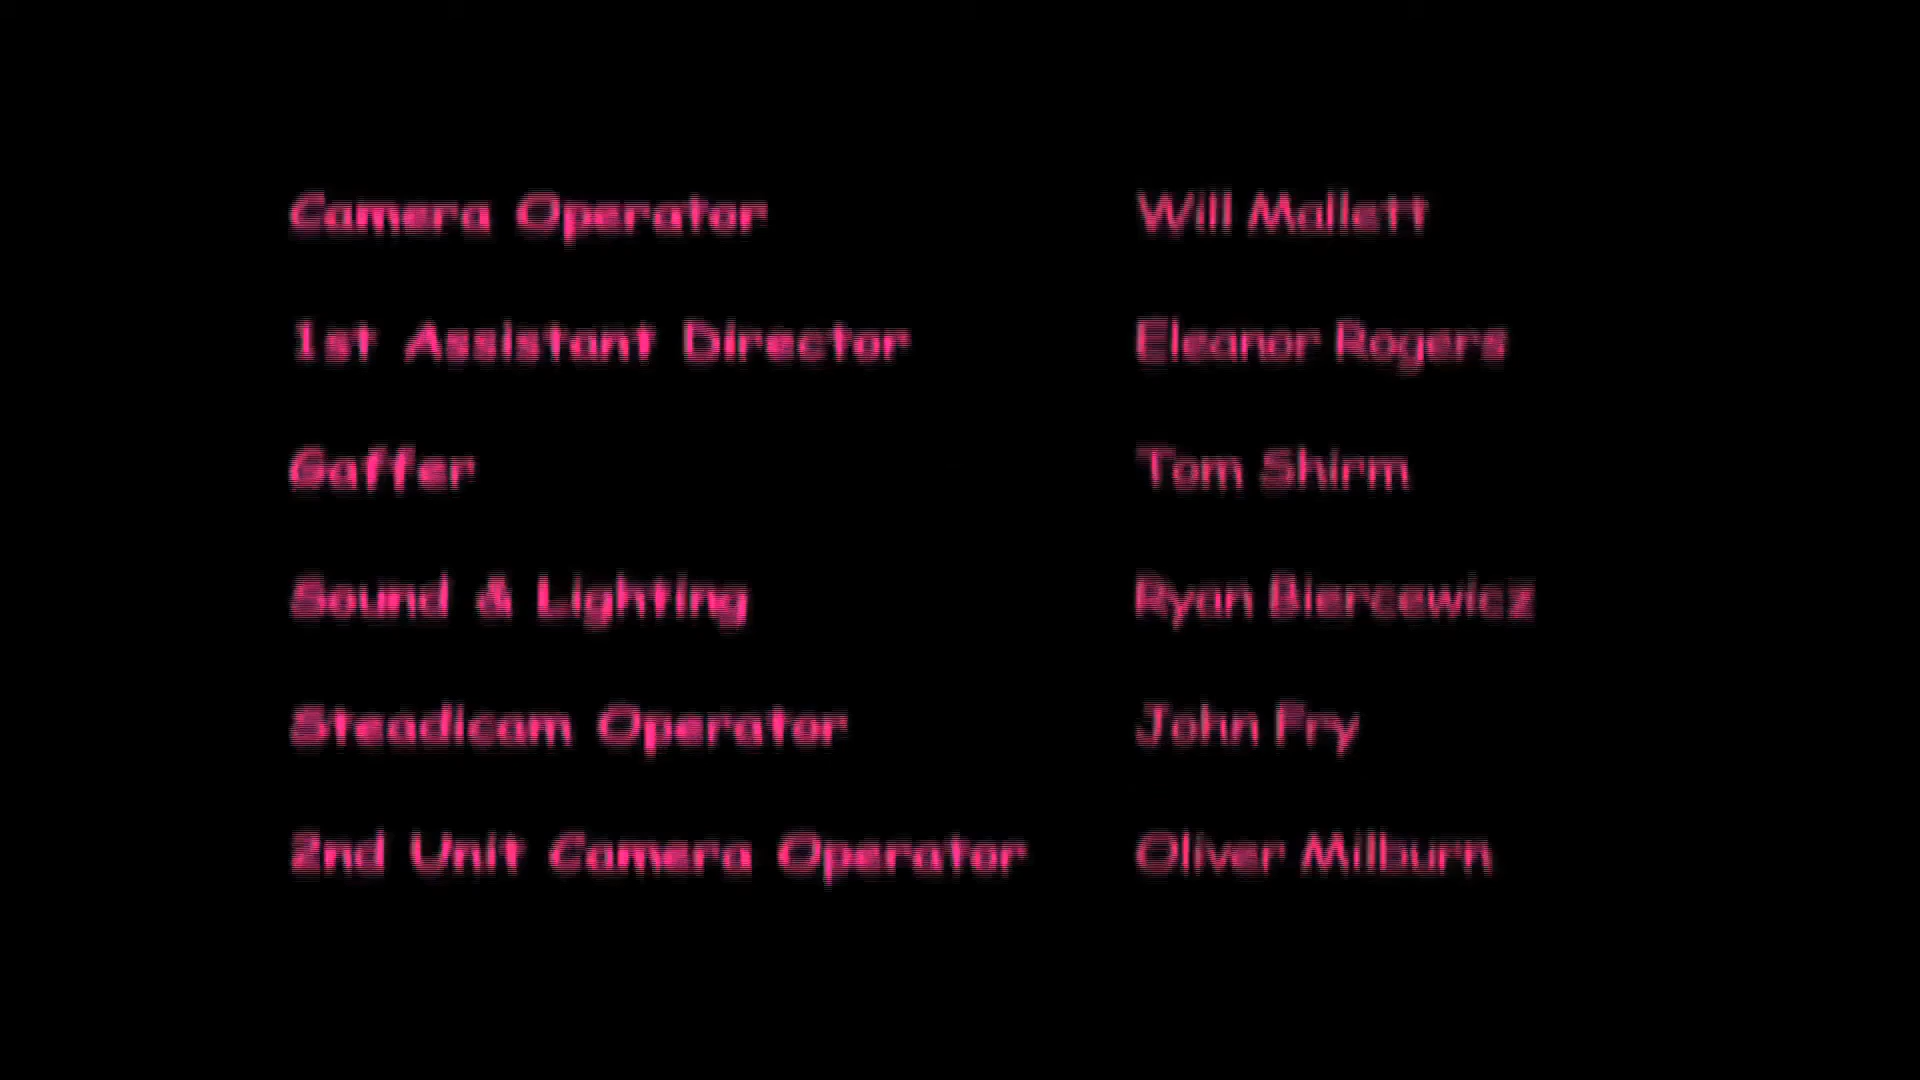 Camera Operator Will Mallett
1st Assistant Director Eleanor Rogers
Gaffer Tom Shirm
Sound & Lighting Ryan Biercewicz
Steadicam Operator John Fry
2nd Unit Camera Operator Oliver Milburn